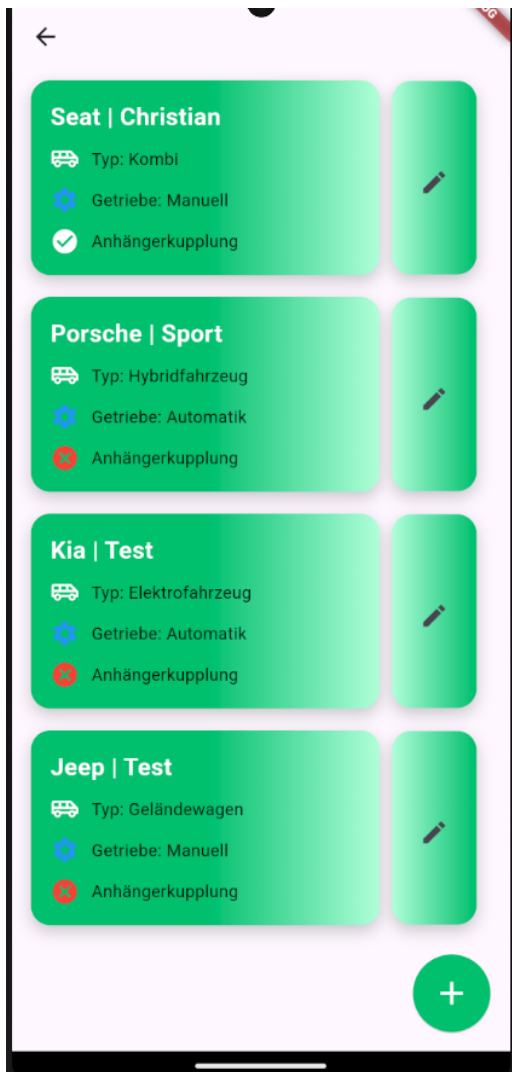 Seat | Christian
Typ: Kombi
Getriebe: Manuell
Anhängerkupplung
Porsche | Sport
Typ: Hybridfahrzeug
Getriebe: Automatik
Anhängerkupplung
Kia | Test
Typ: Elektrofahrzeug
Getriebe: Automatik
Anhängerkupplung
Jeep | Test
Typ: Geländewagen
Getriebe: Manuell
Anhängerkupplung